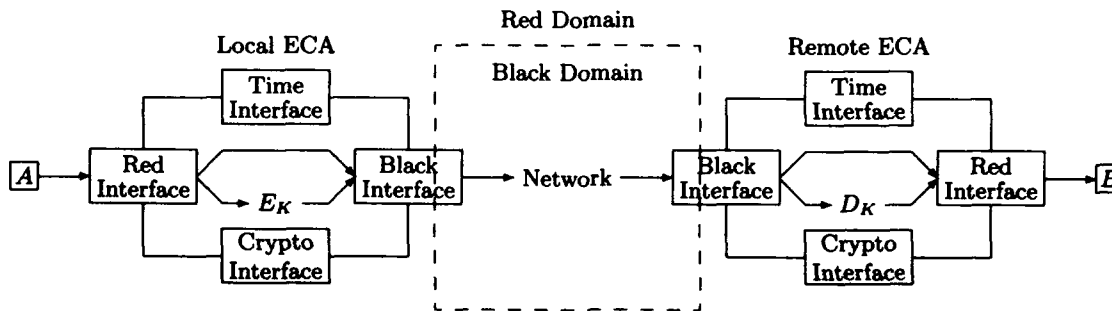 Red Domain
Local ECA
Remote ECA
Black Domain
Time
Interface
Time
Interface
A
Red
Interface
E_K
Black
Interface
Network
Black
Interface
D_K
Red
Interface
B
Crypto
Interface
Crypto
Interface